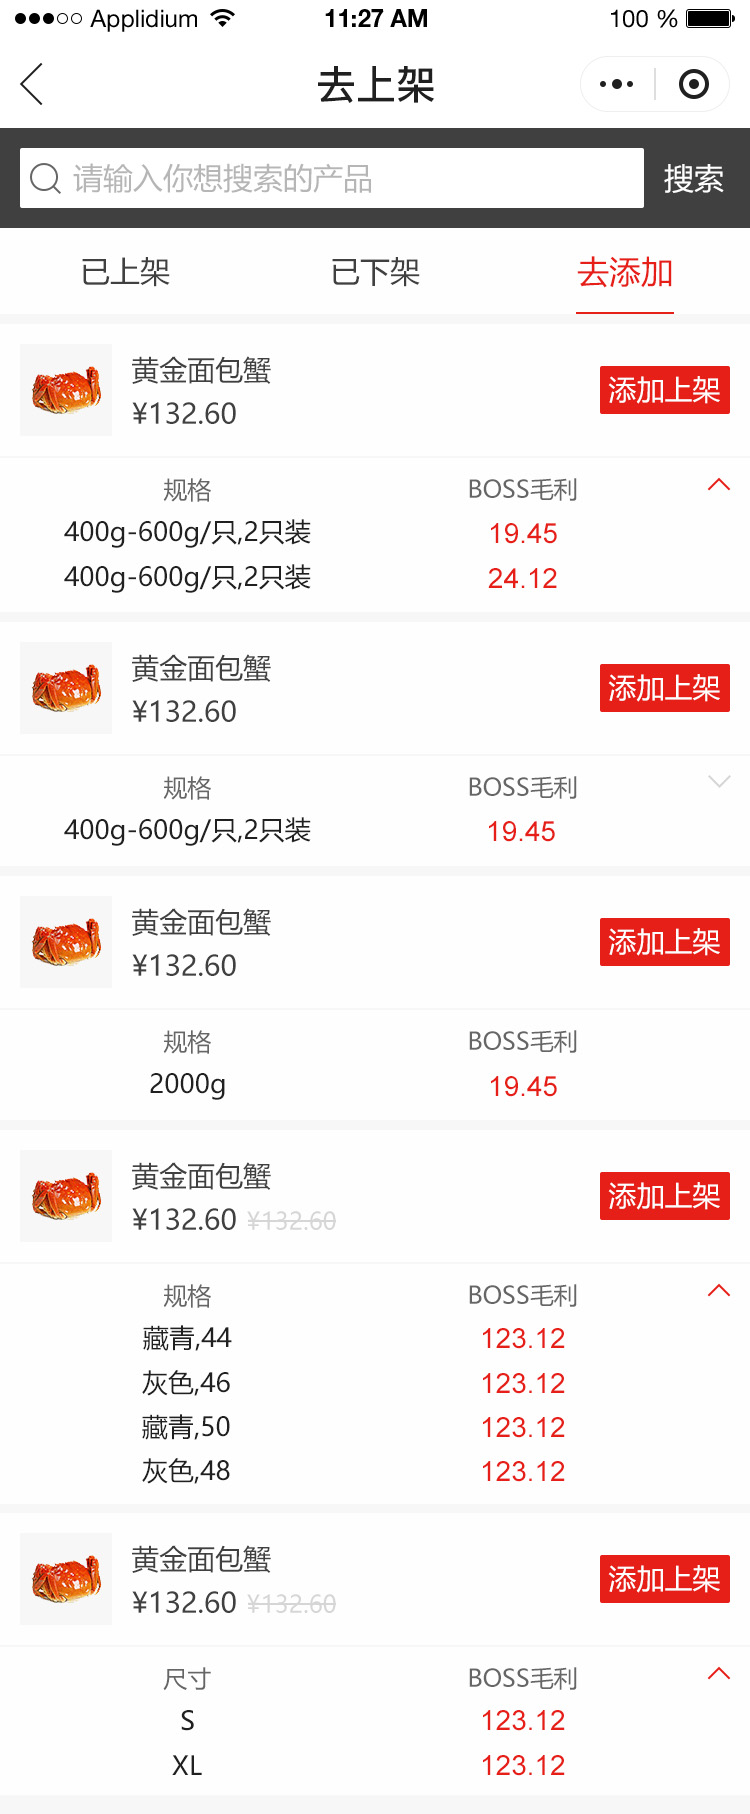 Applidium 11:27 AM 100 %
去上架
请输入你想搜索的产品 搜索
已上架 已下架 去添加
黄金面包蟹
¥132.60
添加上架
规格 BOSS毛利
400g-600g/只,2只装 19.45
400g-600g/只,2只装 24.12
黄金面包蟹
¥132.60
添加上架
规格 BOSS毛利
400g-600g/只,2只装 19.45
黄金面包蟹
¥132.60
添加上架
规格 BOSS毛利
2000g 19.45
黄金面包蟹
¥132.60 ¥132.60
添加上架
规格 BOSS毛利
藏青,44 123.12
灰色,46 123.12
藏青,50 123.12
灰色,48 123.12
黄金面包蟹
¥132.60 ¥132.60
添加上架
尺寸 BOSS毛利
S 123.12
XL 123.12